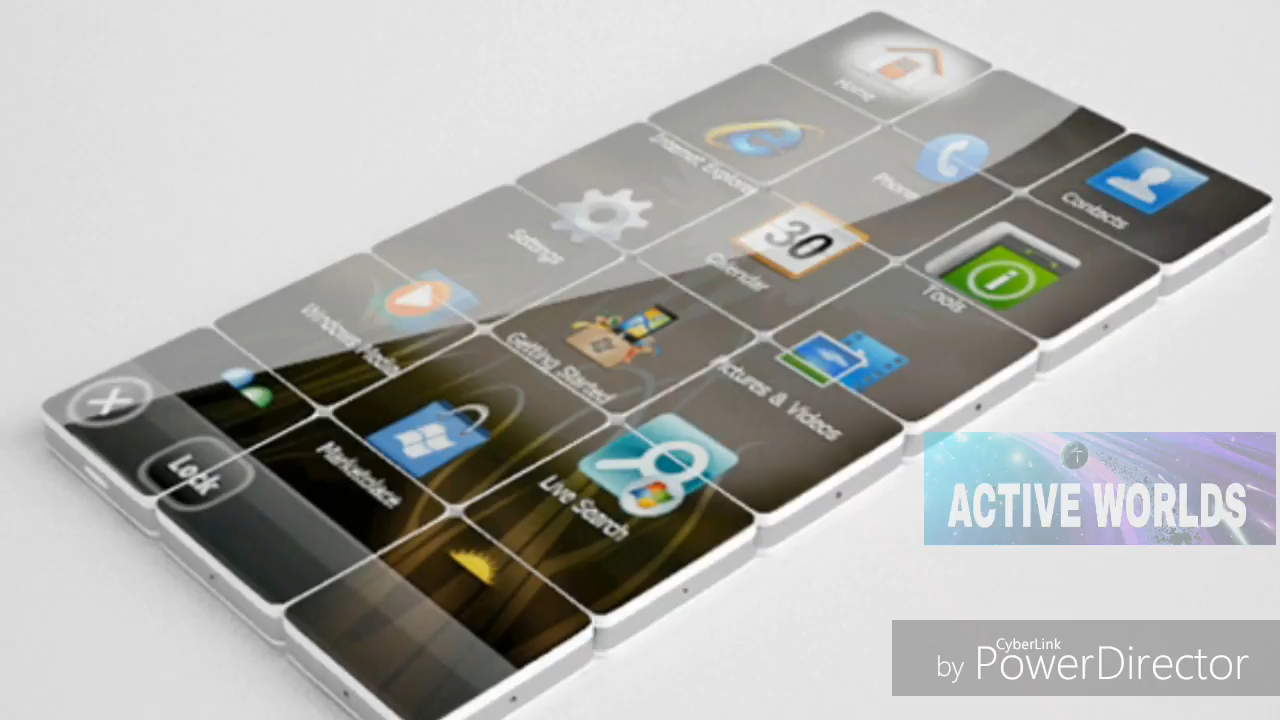 Home
Internet Explorer
Phone
Contacts
Settings
30
Calendar
Tools
Windows Media
Getting Started
Pictures & Videos
Lock
Marketplace
Live Search
ACTIVE WORLDS
CyberLink
by PowerDirector